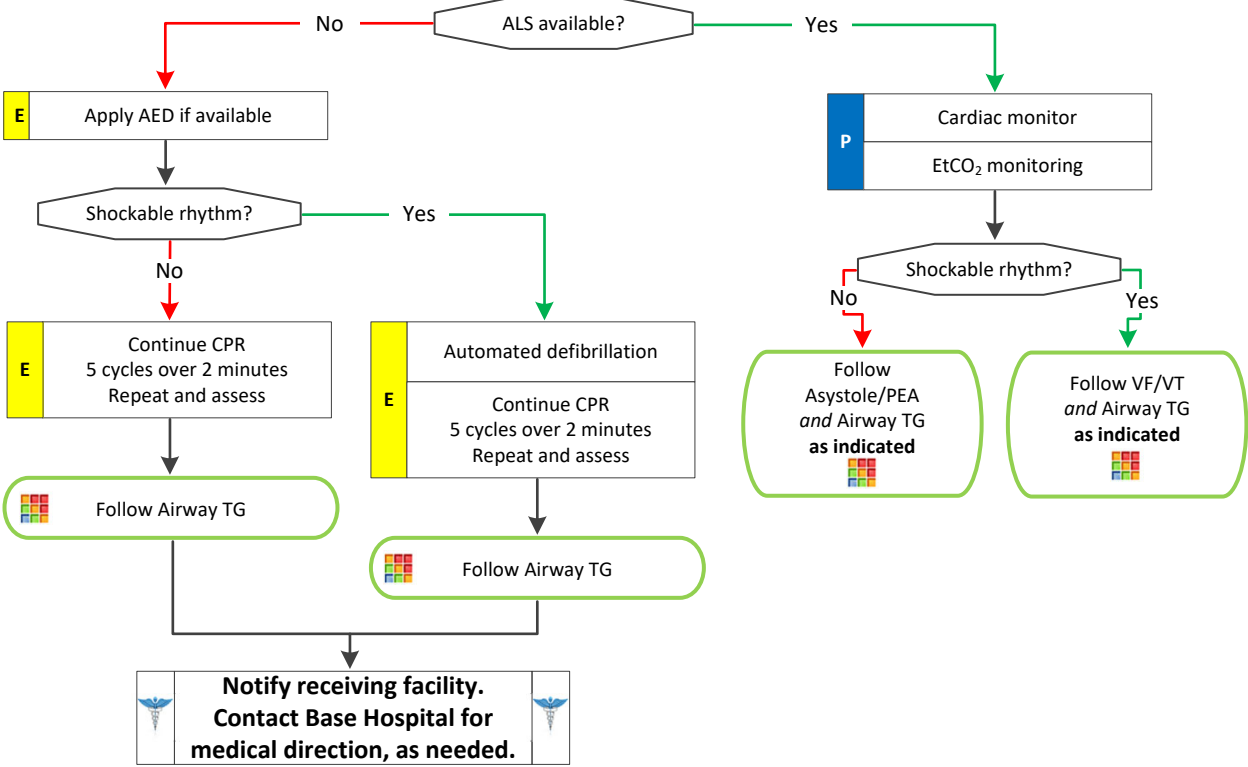 ALS available?
No
Yes
E
Apply AED if available
Shockable rhythm?
Yes
No
E
Continue CPR
5 cycles over 2 minutes
Repeat and assess
Follow Airway TG
E
Automated defibrillation
Continue CPR
5 cycles over 2 minutes
Repeat and assess
Follow Airway TG
P
Cardiac monitor
EtCO₂ monitoring
Shockable rhythm?
No
Yes
Follow
Asystole/PEA
and Airway TG
as indicated
Follow VF/VT
and Airway TG
as indicated
Notify receiving facility.
Contact Base Hospital for
medical direction, as needed.